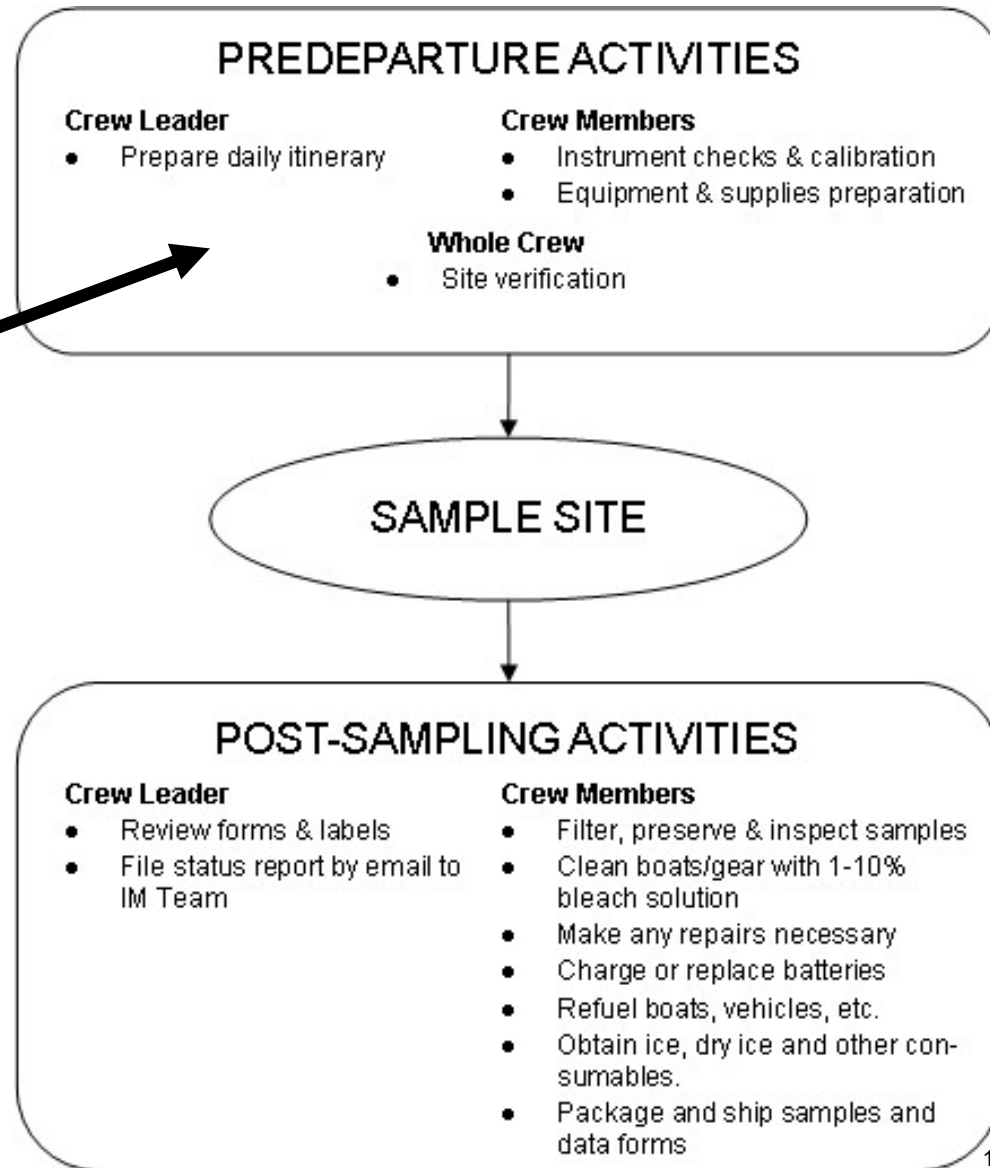 PREDEPARTURE ACTIVITIES
Crew Leader
● Prepare daily itinerary
Crew Members
● Instrument checks & calibration
● Equipment & supplies preparation
Whole Crew
● Site verification
SAMPLE SITE
POST-SAMPLING ACTIVITIES
Crew Leader
● Review forms & labels
● File status report by email to
IM Team
Crew Members
● Filter, preserve & inspect samples
● Clean boats/gear with 1-10%
bleach solution
● Make any repairs necessary
● Charge or replace batteries
● Refuel boats, vehicles, etc.
● Obtain ice, dry ice and other con-
sumables.
● Package and ship samples and
data forms
1